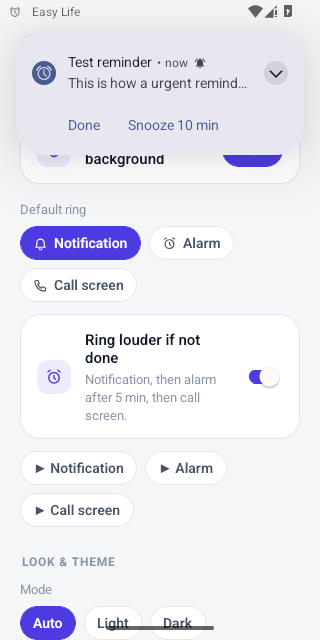 Easy Life
Test reminder • now
This is how a urgent remind...
Done Snooze 10 min
background
Default ring
Notification Alarm
Call screen
Ring louder if not
done
Notification, then alarm
after 5 min, then call
screen.
Notification Alarm
Call screen
LOOK & THEME
Mode
Auto Light Dark